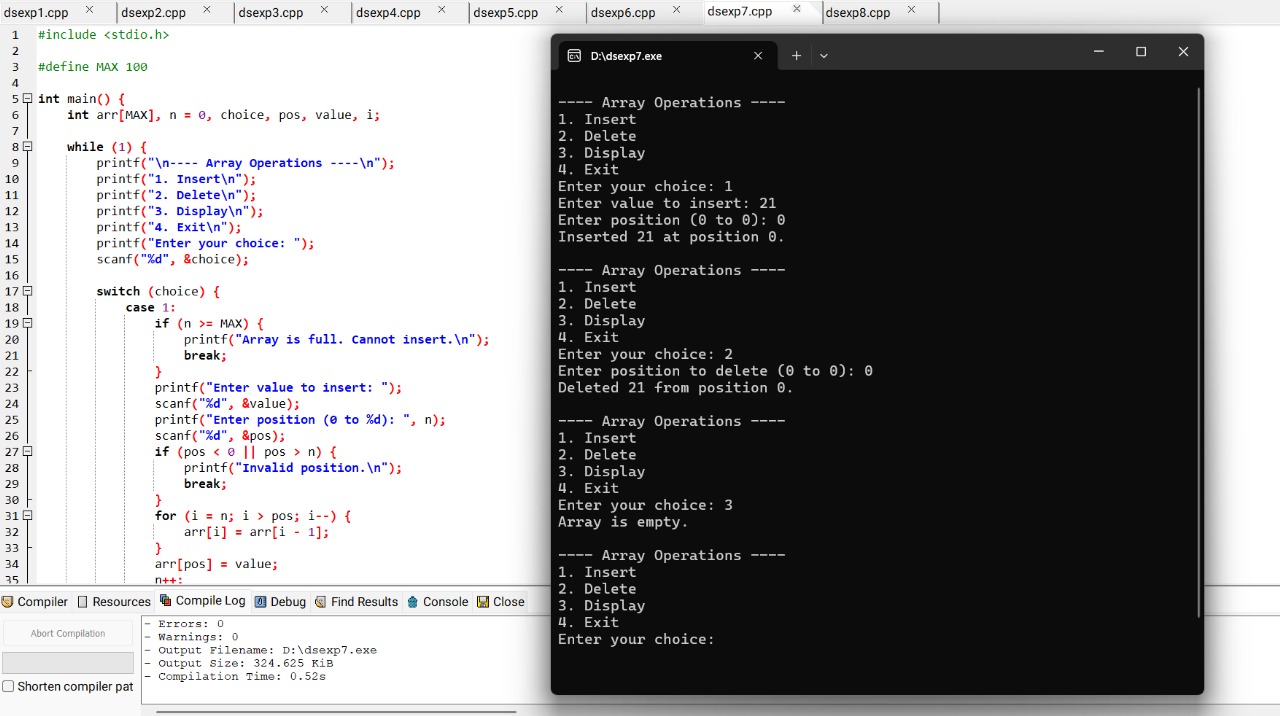 dsexp1.cpp dsexp2.cpp dsexp3.cpp dsexp4.cpp dsexp5.cpp dsexp6.cpp dsexp7.cpp dsexp8.cpp
1 #include <stdio.h>
2
3 #define MAX 100
4
5 int main() {
6 int arr[MAX], n = 0, choice, pos, value, i;
7
8 while (1) {
9 printf("\n---- Array Operations ----\n");
10 printf("1. Insert\n");
11 printf("2. Delete\n");
12 printf("3. Display\n");
13 printf("4. Exit\n");
14 printf("Enter your choice: ");
15 scanf("%d", &choice);
16
17 switch (choice) {
18 case 1:
19 if (n >= MAX) {
20 printf("Array is full. Cannot insert.\n");
21 break;
22 }
23 printf("Enter value to insert: ");
24 scanf("%d", &value);
25 printf("Enter position (0 to %d): ", n);
26 scanf("%d", &pos);
27 if (pos < 0 || pos > n) {
28 printf("Invalid position.\n");
29 break;
30 }
31 for (i = n; i > pos; i--) {
32 arr[i] = arr[i - 1];
33 }
34 arr[pos] = value;
35 n++;
D:\dsexp7.exe
---- Array Operations ----
1. Insert
2. Delete
3. Display
4. Exit
Enter your choice: 1
Enter value to insert: 21
Enter position (0 to 0): 0
Inserted 21 at position 0.
---- Array Operations ----
1. Insert
2. Delete
3. Display
4. Exit
Enter your choice: 2
Enter position to delete (0 to 0): 0
Deleted 21 from position 0.
---- Array Operations ----
1. Insert
2. Delete
3. Display
4. Exit
Enter your choice: 3
Array is empty.
---- Array Operations ----
1. Insert
2. Delete
3. Display
4. Exit
Enter your choice:
Compiler Resources Compile Log Debug Find Results Console Close
Abort Compilation
Shorten compiler pat
- Errors: 0
- Warnings: 0
- Output Filename: D:\dsexp7.exe
- Output Size: 324.625 KiB
- Compilation Time: 0.52s